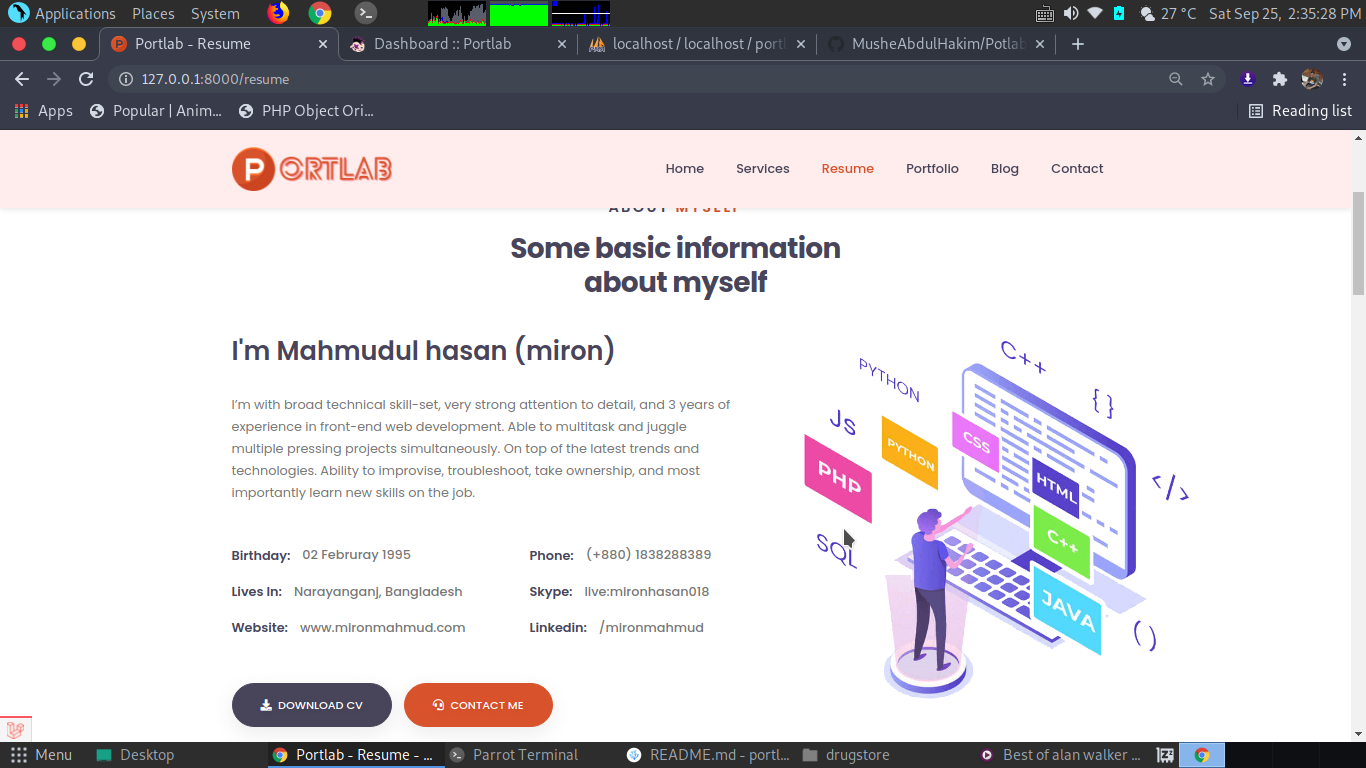 Applications Places System 27 °C Sat Sep 25, 2:35:28 PM
Portlab - Resume Dashboard :: Portlab localhost / localhost / portl MusheAbdulHakim/Potlab
127.0.0.1:8000/resume
Apps Popular | Anim... PHP Object Ori... Reading list
PORTLAB Home Services Resume Portfolio Blog Contact
ABOUT MYSELF
Some basic information
about myself
I'm Mahmudul hasan (miron)
I'm with broad technical skill-set, very strong attention to detail, and 3 years of
experience in front-end web development. Able to multitask and juggle
multiple pressing projects simultaneously. On top of the latest trends and
technologies. Ability to improvise, troubleshoot, take ownership, and most
importantly learn new skills on the job.
Birthday: 02 Februray 1995 Phone: (+880) 1838288389
Lives In: Narayanganj, Bangladesh Skype: live:mironhasan018
Website: www.mironmahmud.com Linkedin: /mironmahmud
DOWNLOAD CV CONTACT ME
C++
PYTHON
{ }
JS
PYTHON
CSS
PHP
HTML
</>
SQL
C++
JAVA
( )
Menu Desktop Portlab - Resume - ... Parrot Terminal README.md - portl... drugstore Best of alan walker ...